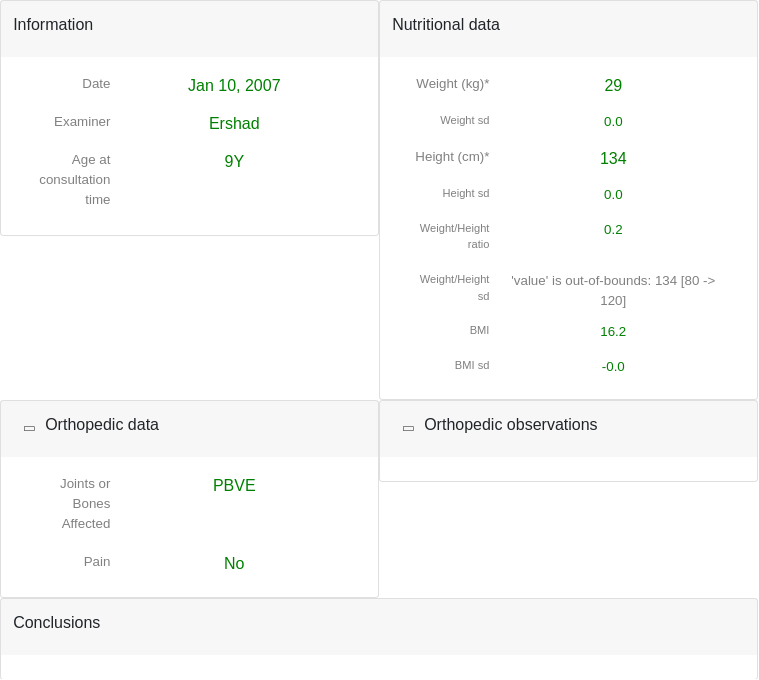 Information
Date Jan 10, 2007
Examiner Ershad
Age at 9Y
consultation
time
Nutritional data
Weight (kg)* 29
Weight sd 0.0
Height (cm)* 134
Height sd 0.0
Weight/Height 0.2
ratio
Weight/Height 'value' is out-of-bounds: 134 [80 ->
sd 120]
BMI 16.2
BMI sd -0.0
Orthopedic data
Joints or PBVE
Bones
Affected
Pain No
Orthopedic observations
Conclusions